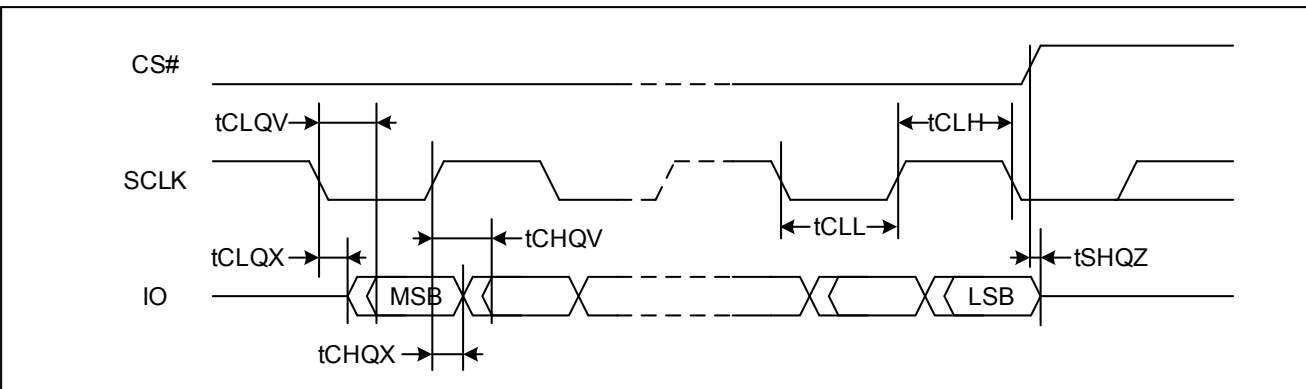 CS#
tCLQV
tCLH
SCLK
tCHQV
tCLL
tCLQX
tSHQZ
IO
MSB
LSB
tCHQX